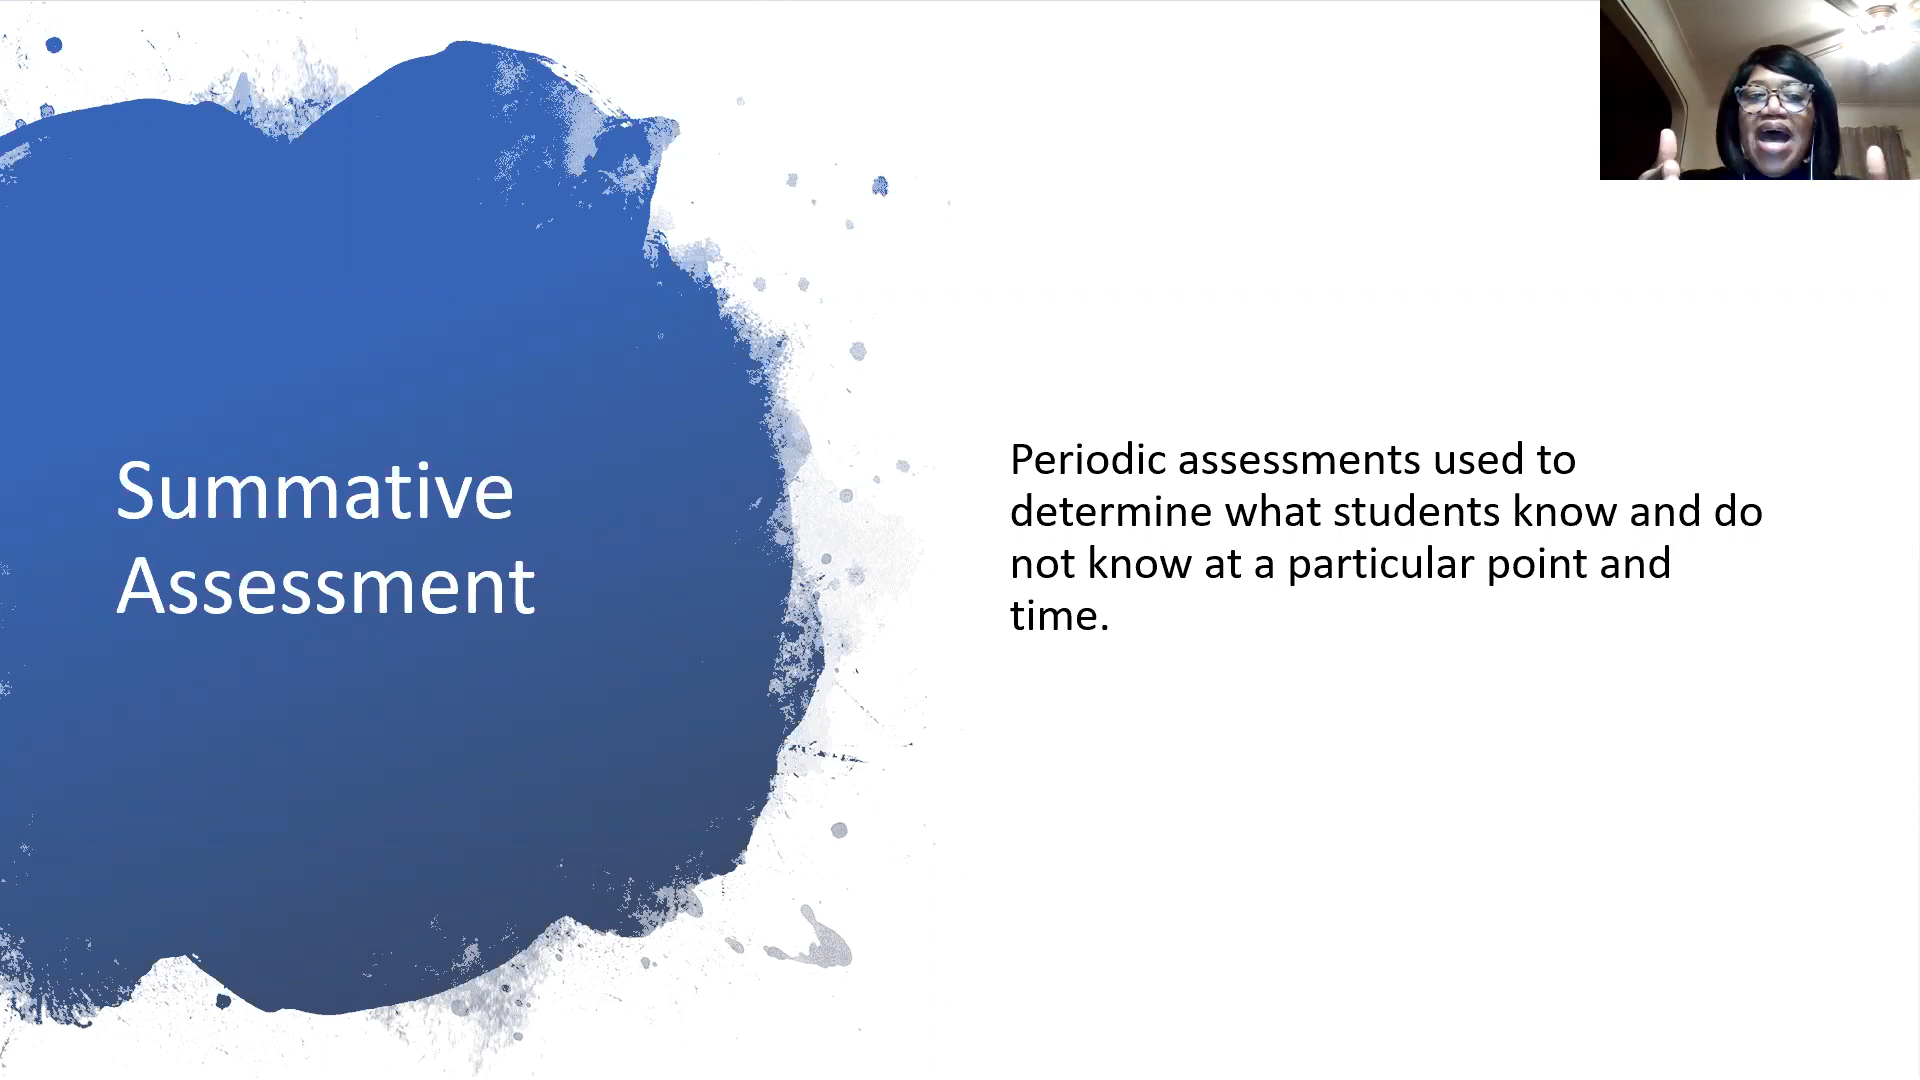 Summative
Assessment
Periodic assessments used to
determine what students know and do
not know at a particular point and
time.